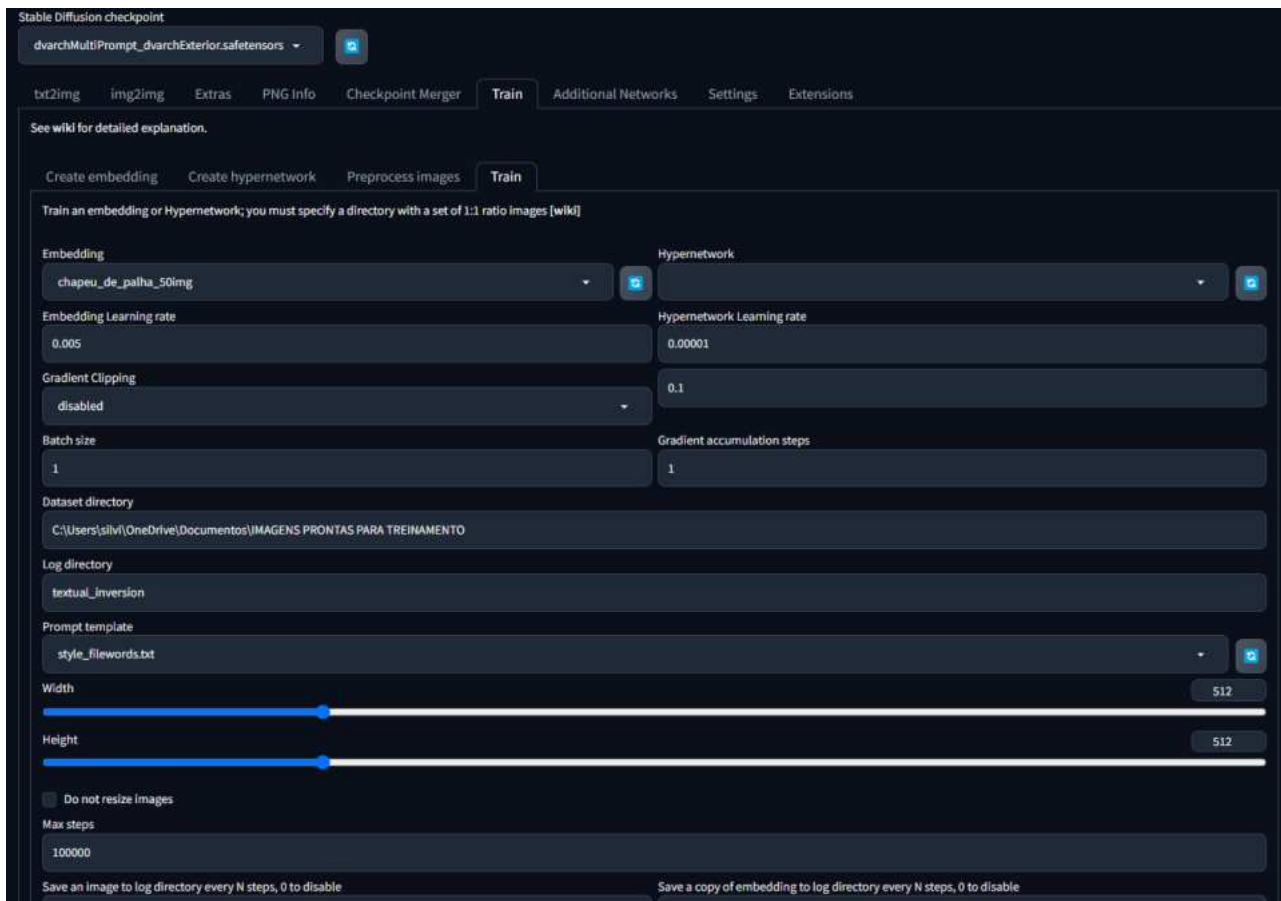 Stable Diffusion checkpoint
dvarchMultiPrompt_dvarchExterior.safetensors
txt2img img2img Extras PNG Info Checkpoint Merger Train Additional Networks Settings Extensions
See wiki for detailed explanation.
Create embedding Create hypernetwork Preprocess images Train
Train an embedding or Hypernetwork; you must specify a directory with a set of 1:1 ratio images [wiki]
Embedding Hypernetwork
chapeu_de_palha_50img
Embedding Learning rate Hypernetwork Learning rate
0.005 0.00001
Gradient Clipping
disabled 0.1
Batch size Gradient accumulation steps
1 1
Dataset directory
C:\Users\silvi\OneDrive\Documentos\IMAGENS PRONTAS PARA TREINAMENTO
Log directory
textual_inversion
Prompt template
style_filewords.txt
Width 512
Height 512
Do not resize images
Max steps
100000
Save an image to log directory every N steps, 0 to disable Save a copy of embedding to log directory every N steps, 0 to disable